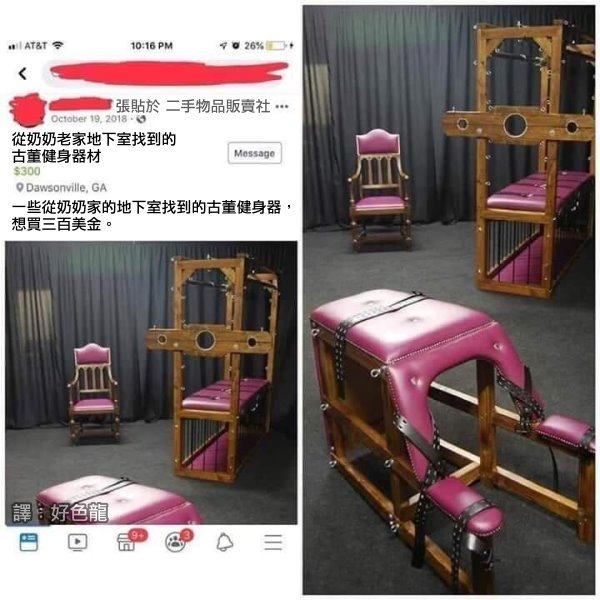 AT&T 10:16 PM 26%
張貼於 二手物品販賣社 ...
October 19, 2018 ·
從奶奶老家地下室找到的
古董健身器材
Message
$300
Dawsonville, GA
一些從奶奶家的地下室找到的古董健身器，
想買三百美金。
譯：好色龍
9+ 3